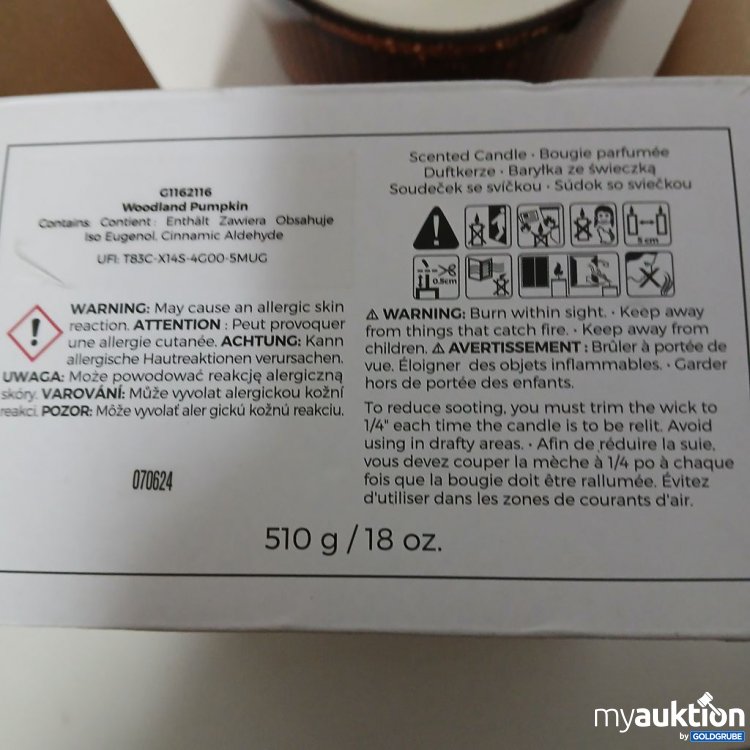 G1162116
Woodland Pumpkin
Contains: Contient: Enthält Zawiera Obsahuje
Iso Eugenol, Cinnamic Aldehyde
UFI: T83C-X14S-4G00-5MUG
WARNING: May cause an allergic skin
reaction. ATTENTION : Peut provoquer
une allergie cutanée. ACHTUNG: Kann
allergische Hautreaktionen verursachen.
UWAGA: Może powodować reakcję alergiczną
skóry. VAROVÁNÍ: Může vyvolat alergickou kožní
reakci. POZOR: Môže vyvolať aler gickú kožnú reakciu.
070624
Scented Candle · Bougie parfumée
Duftkerze · Baryłka ze świeczką
Soudeček se svíčkou · Súdok so sviečkou
5 cm
0.5cm
⚠ WARNING: Burn within sight. · Keep away
from things that catch fire. · Keep away from
children. ⚠ AVERTISSEMENT : Brûler à portée de
vue. Éloigner des objets inflammables. · Garder
hors de portée des enfants.
To reduce sooting, you must trim the wick to
1/4" each time the candle is to be relit. Avoid
using in drafty areas. · Afin de réduire la suie,
vous devez couper la mèche à 1/4 po à chaque
fois que la bougie doit être rallumée. Évitez
d'utiliser dans les zones de courants d'air.
510 g / 18 oz.
myauktion
by GOLDGRUBE